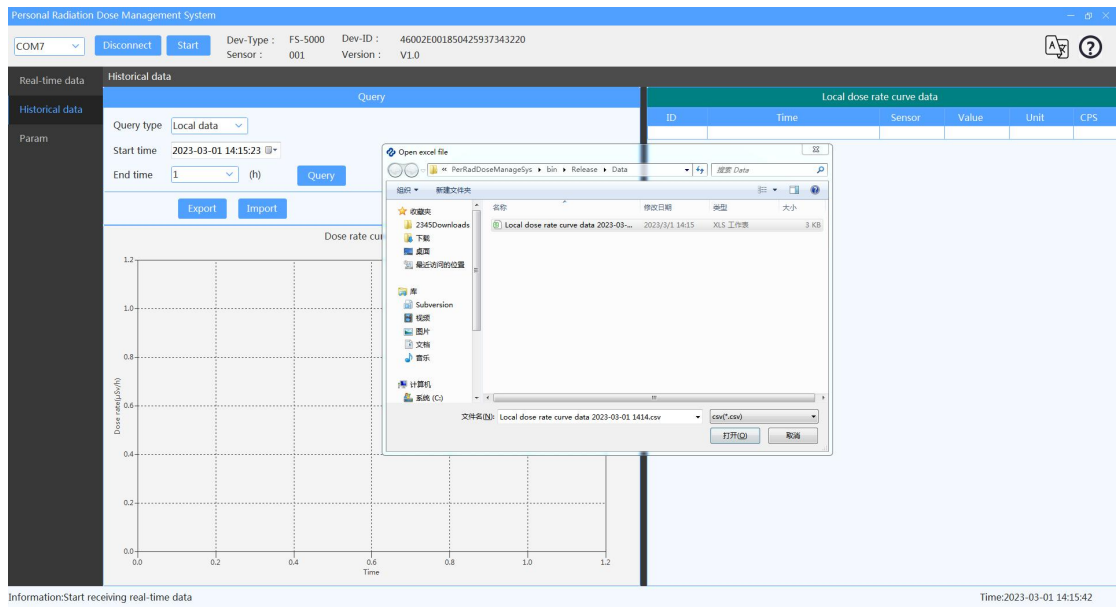 Personal Radiation Dose Management System
COM7
Disconnect
Start
Dev-Type : FS-5000 Dev-ID : 46002E001850425937343220
Sensor : 001 Version : V1.0
Real-time data
Historical data
Param
Historical data
Query
Query type Local data
Start time 2023-03-01 14:15:23
End time 1 (h) Query
Export Import
Dose rate cur
Dose rate(μSv/h)
1.2
1.0
0.8
0.6
0.4
0.2
0.0
0.0 0.2 0.4 0.6 0.8 1.0 1.2
Time
Local dose rate curve data
ID Time Sensor Value Unit CPS
Open excel file
« PerRadDoseManageSys bin Release Data
搜索 Data
组织 新建文件夹
收藏夹
2345Downloads
下载
桌面
最近访问的位置
库
Subversion
视频
图片
文档
音乐
计算机
系统 (C:)
名称 修改日期 类型 大小
Local dose rate curve data 2023-03-... 2023/3/1 14:15 XLS 工作表 3 KB
文件名(N): Local dose rate curve data 2023-03-01 1414.csv csv(*.csv)
打开(O) 取消
Information:Start receiving real-time data
Time:2023-03-01 14:15:42